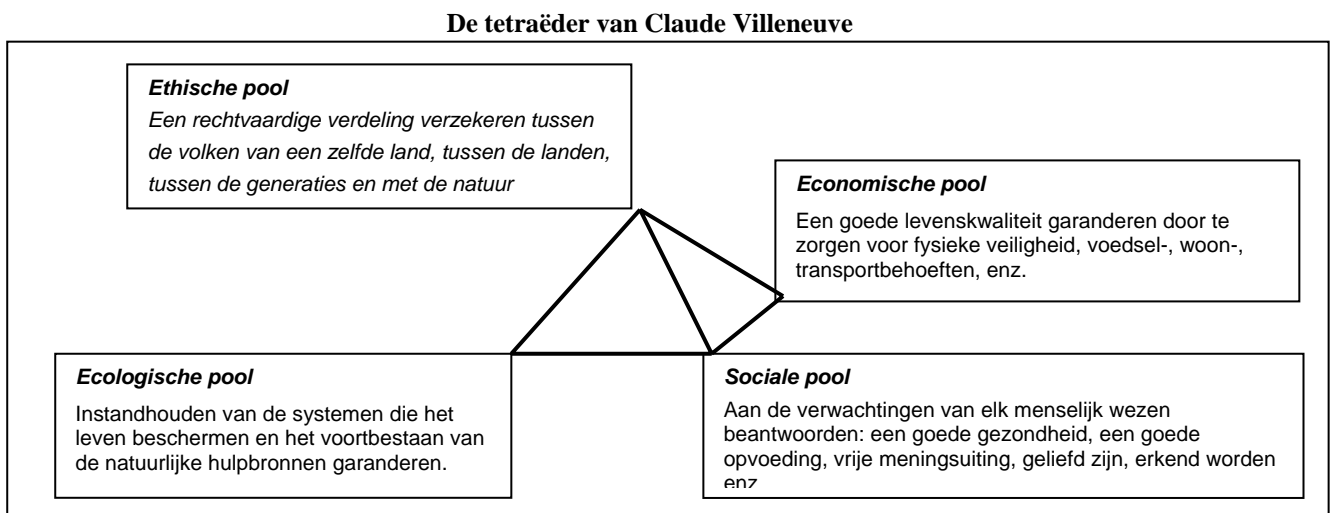 De tetraëder van Claude Villeneuve
Ethische pool
Een rechtvaardige verdeling verzekeren tussen
de volken van een zelfde land, tussen de landen,
tussen de generaties en met de natuur
Economische pool
Een goede levenskwaliteit garanderen door te
zorgen voor fysieke veiligheid, voedsel-, woon-,
transportbehoeften, enz.
Ecologische pool
Instandhouden van de systemen die het
leven beschermen en het voortbestaan van
de natuurlijke hulpbronnen garanderen.
Sociale pool
Aan de verwachtingen van elk menselijk wezen
beantwoorden: een goede gezondheid, een goede
opvoeding, vrije meningsuiting, geliefd zijn, erkend worden
enz